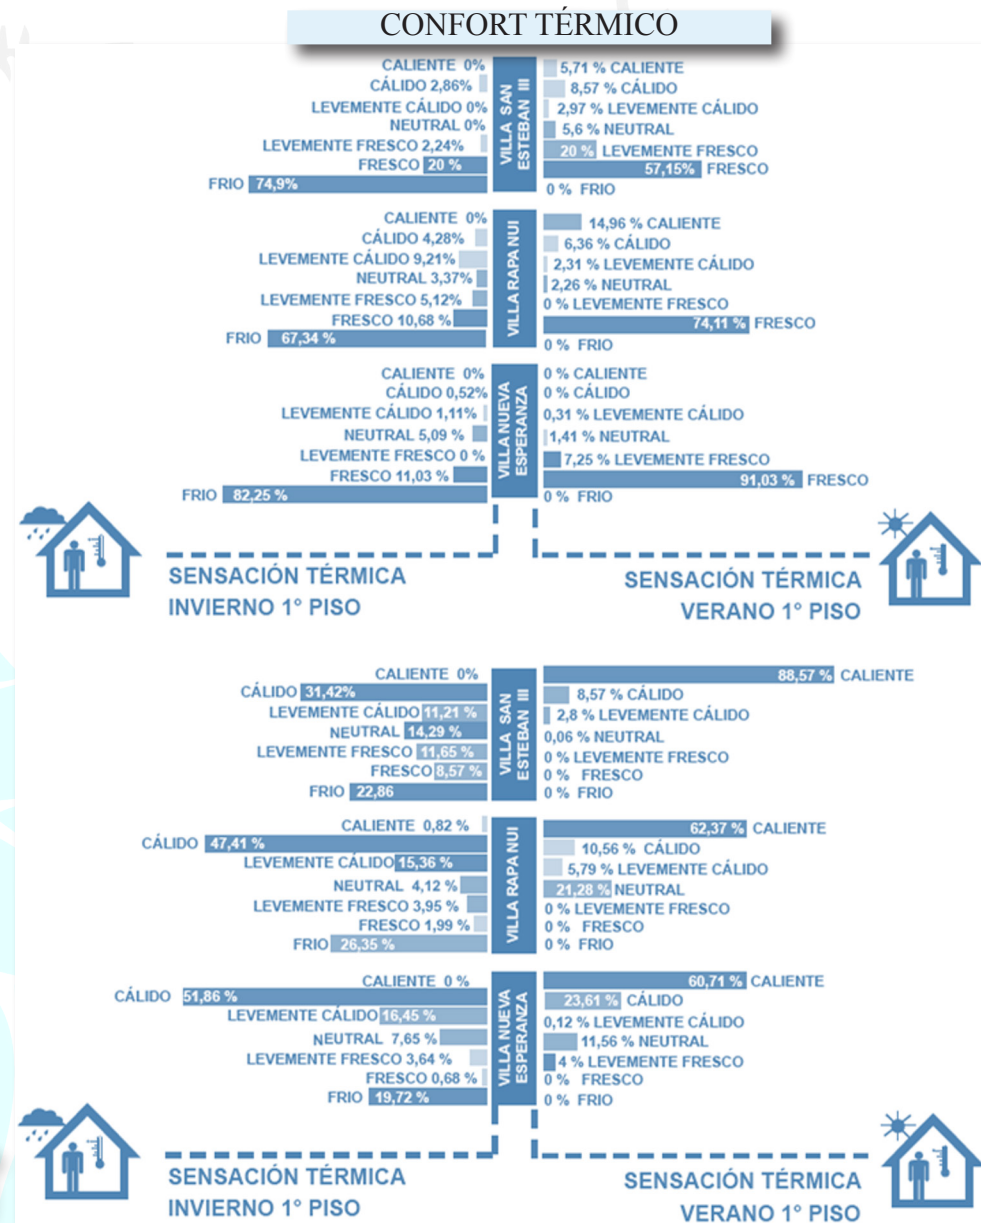 CONFORT TÉRMICO
CALIENTE 0%
CÁLIDO 2,86%
LEVEMENTE CÁLIDO 0%
NEUTRAL 0%
LEVEMENTE FRESCO 2,24%
FRESCO 20 %
FRIO 74,9%
VILLA SAN
ESTEBAN III
5,71 % CALIENTE
8,57 % CÁLIDO
2,97 % LEVEMENTE CÁLIDO
5,6 % NEUTRAL
20 % LEVEMENTE FRESCO
57,15% FRESCO
0 % FRIO
CALIENTE 0%
CÁLIDO 4,28%
LEVEMENTE CÁLIDO 9,21%
NEUTRAL 3,37%
LEVEMENTE FRESCO 5,12%
FRESCO 10,68 %
FRIO 67,34 %
VILLA RAPA NUI
14,96 % CALIENTE
6,36 % CÁLIDO
2,31 % LEVEMENTE CÁLIDO
2,26 % NEUTRAL
0 % LEVEMENTE FRESCO
74,11 % FRESCO
0 % FRIO
CALIENTE 0%
CÁLIDO 0,52%
LEVEMENTE CÁLIDO 1,11%
NEUTRAL 5,09 %
LEVEMENTE FRESCO 0 %
FRESCO 11,03 %
FRIO 82,25 %
VILLA NUEVA
ESPERANZA
0 % CALIENTE
0 % CÁLIDO
0,31 % LEVEMENTE CÁLIDO
1,41 % NEUTRAL
7,25 % LEVEMENTE FRESCO
91,03 % FRESCO
0 % FRIO
SENSACIÓN TÉRMICA
INVIERNO 1° PISO
SENSACIÓN TÉRMICA
VERANO 1° PISO
CALIENTE 0%
CÁLIDO 31,42%
LEVEMENTE CÁLIDO 11,21 %
NEUTRAL 14,29 %
LEVEMENTE FRESCO 11,65 %
FRESCO 8,57 %
FRIO 22,86
VILLA SAN
ESTEBAN III
88,57 % CALIENTE
8,57 % CÁLIDO
2,8 % LEVEMENTE CÁLIDO
0,06 % NEUTRAL
0 % LEVEMENTE FRESCO
0 % FRESCO
0 % FRIO
CALIENTE 0,82 %
CÁLIDO 47,41 %
LEVEMENTE CÁLIDO 15,36 %
NEUTRAL 4,12 %
LEVEMENTE FRESCO 3,95 %
FRESCO 1,99 %
FRIO 26,35 %
VILLA RAPA NUI
62,37 % CALIENTE
10,56 % CÁLIDO
5,79 % LEVEMENTE CÁLIDO
21,28 % NEUTRAL
0 % LEVEMENTE FRESCO
0 % FRESCO
0 % FRIO
CALIENTE 0 %
CÁLIDO 51,86 %
LEVEMENTE CÁLIDO 16,45 %
NEUTRAL 7,65 %
LEVEMENTE FRESCO 3,64 %
FRESCO 0,68 %
FRIO 19,72 %
VILLA NUEVA
ESPERANZA
60,71 % CALIENTE
23,61 % CÁLIDO
0,12 % LEVEMENTE CÁLIDO
11,56 % NEUTRAL
4 % LEVEMENTE FRESCO
0 % FRESCO
0 % FRIO
SENSACIÓN TÉRMICA
INVIERNO 1° PISO
SENSACIÓN TÉRMICA
VERANO 1° PISO